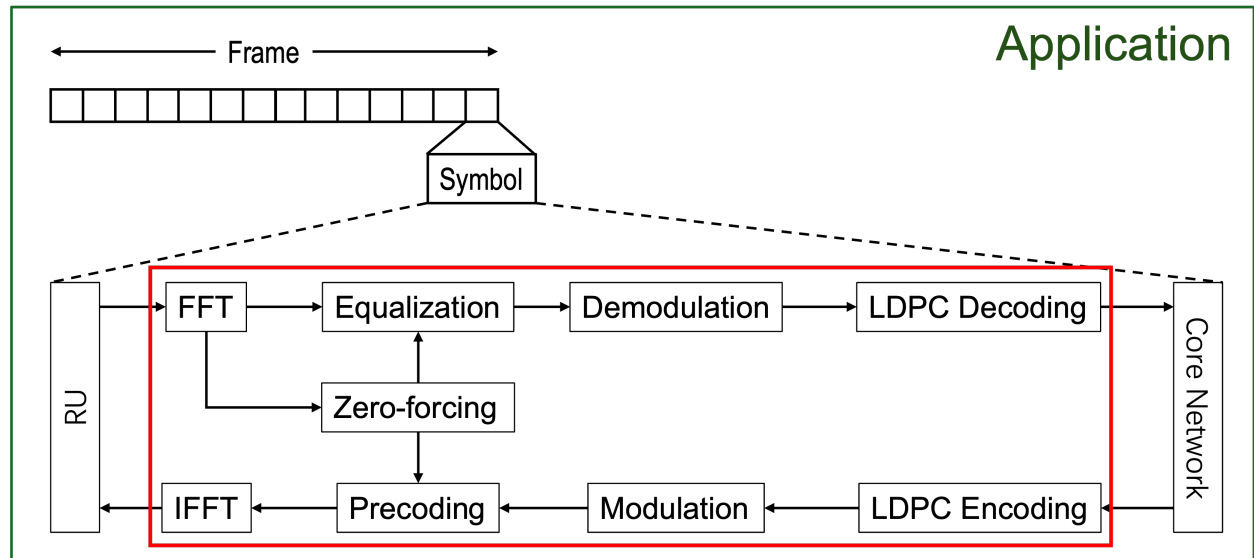 Application
Frame
Symbol
RU
FFT
Equalization
Demodulation
LDPC Decoding
Core Network
Zero-forcing
IFFT
Precoding
Modulation
LDPC Encoding